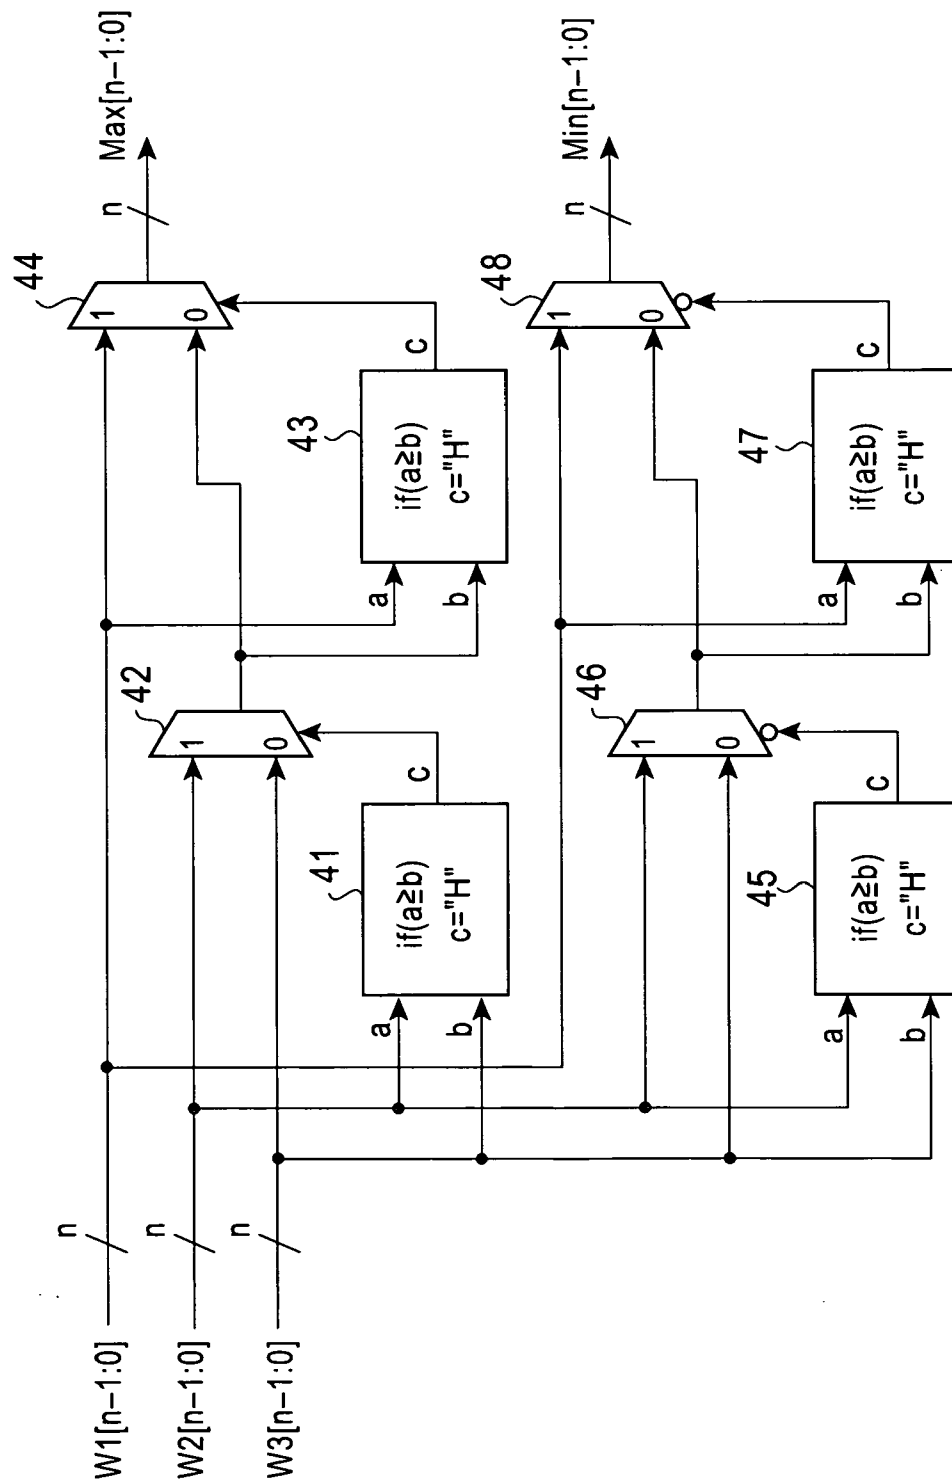 W1[n−1:0]
n
W2[n−1:0]
n
W3[n−1:0]
n
41
if(a≧b)
c="H"
a
b
c
42
1
0
43
if(a≧b)
c="H"
a
b
c
44
1
0
n
Max[n−1:0]
45
if(a≧b)
c="H"
a
b
c
46
1
0
47
if(a≧b)
c="H"
a
b
c
48
1
0
n
Min[n−1:0]